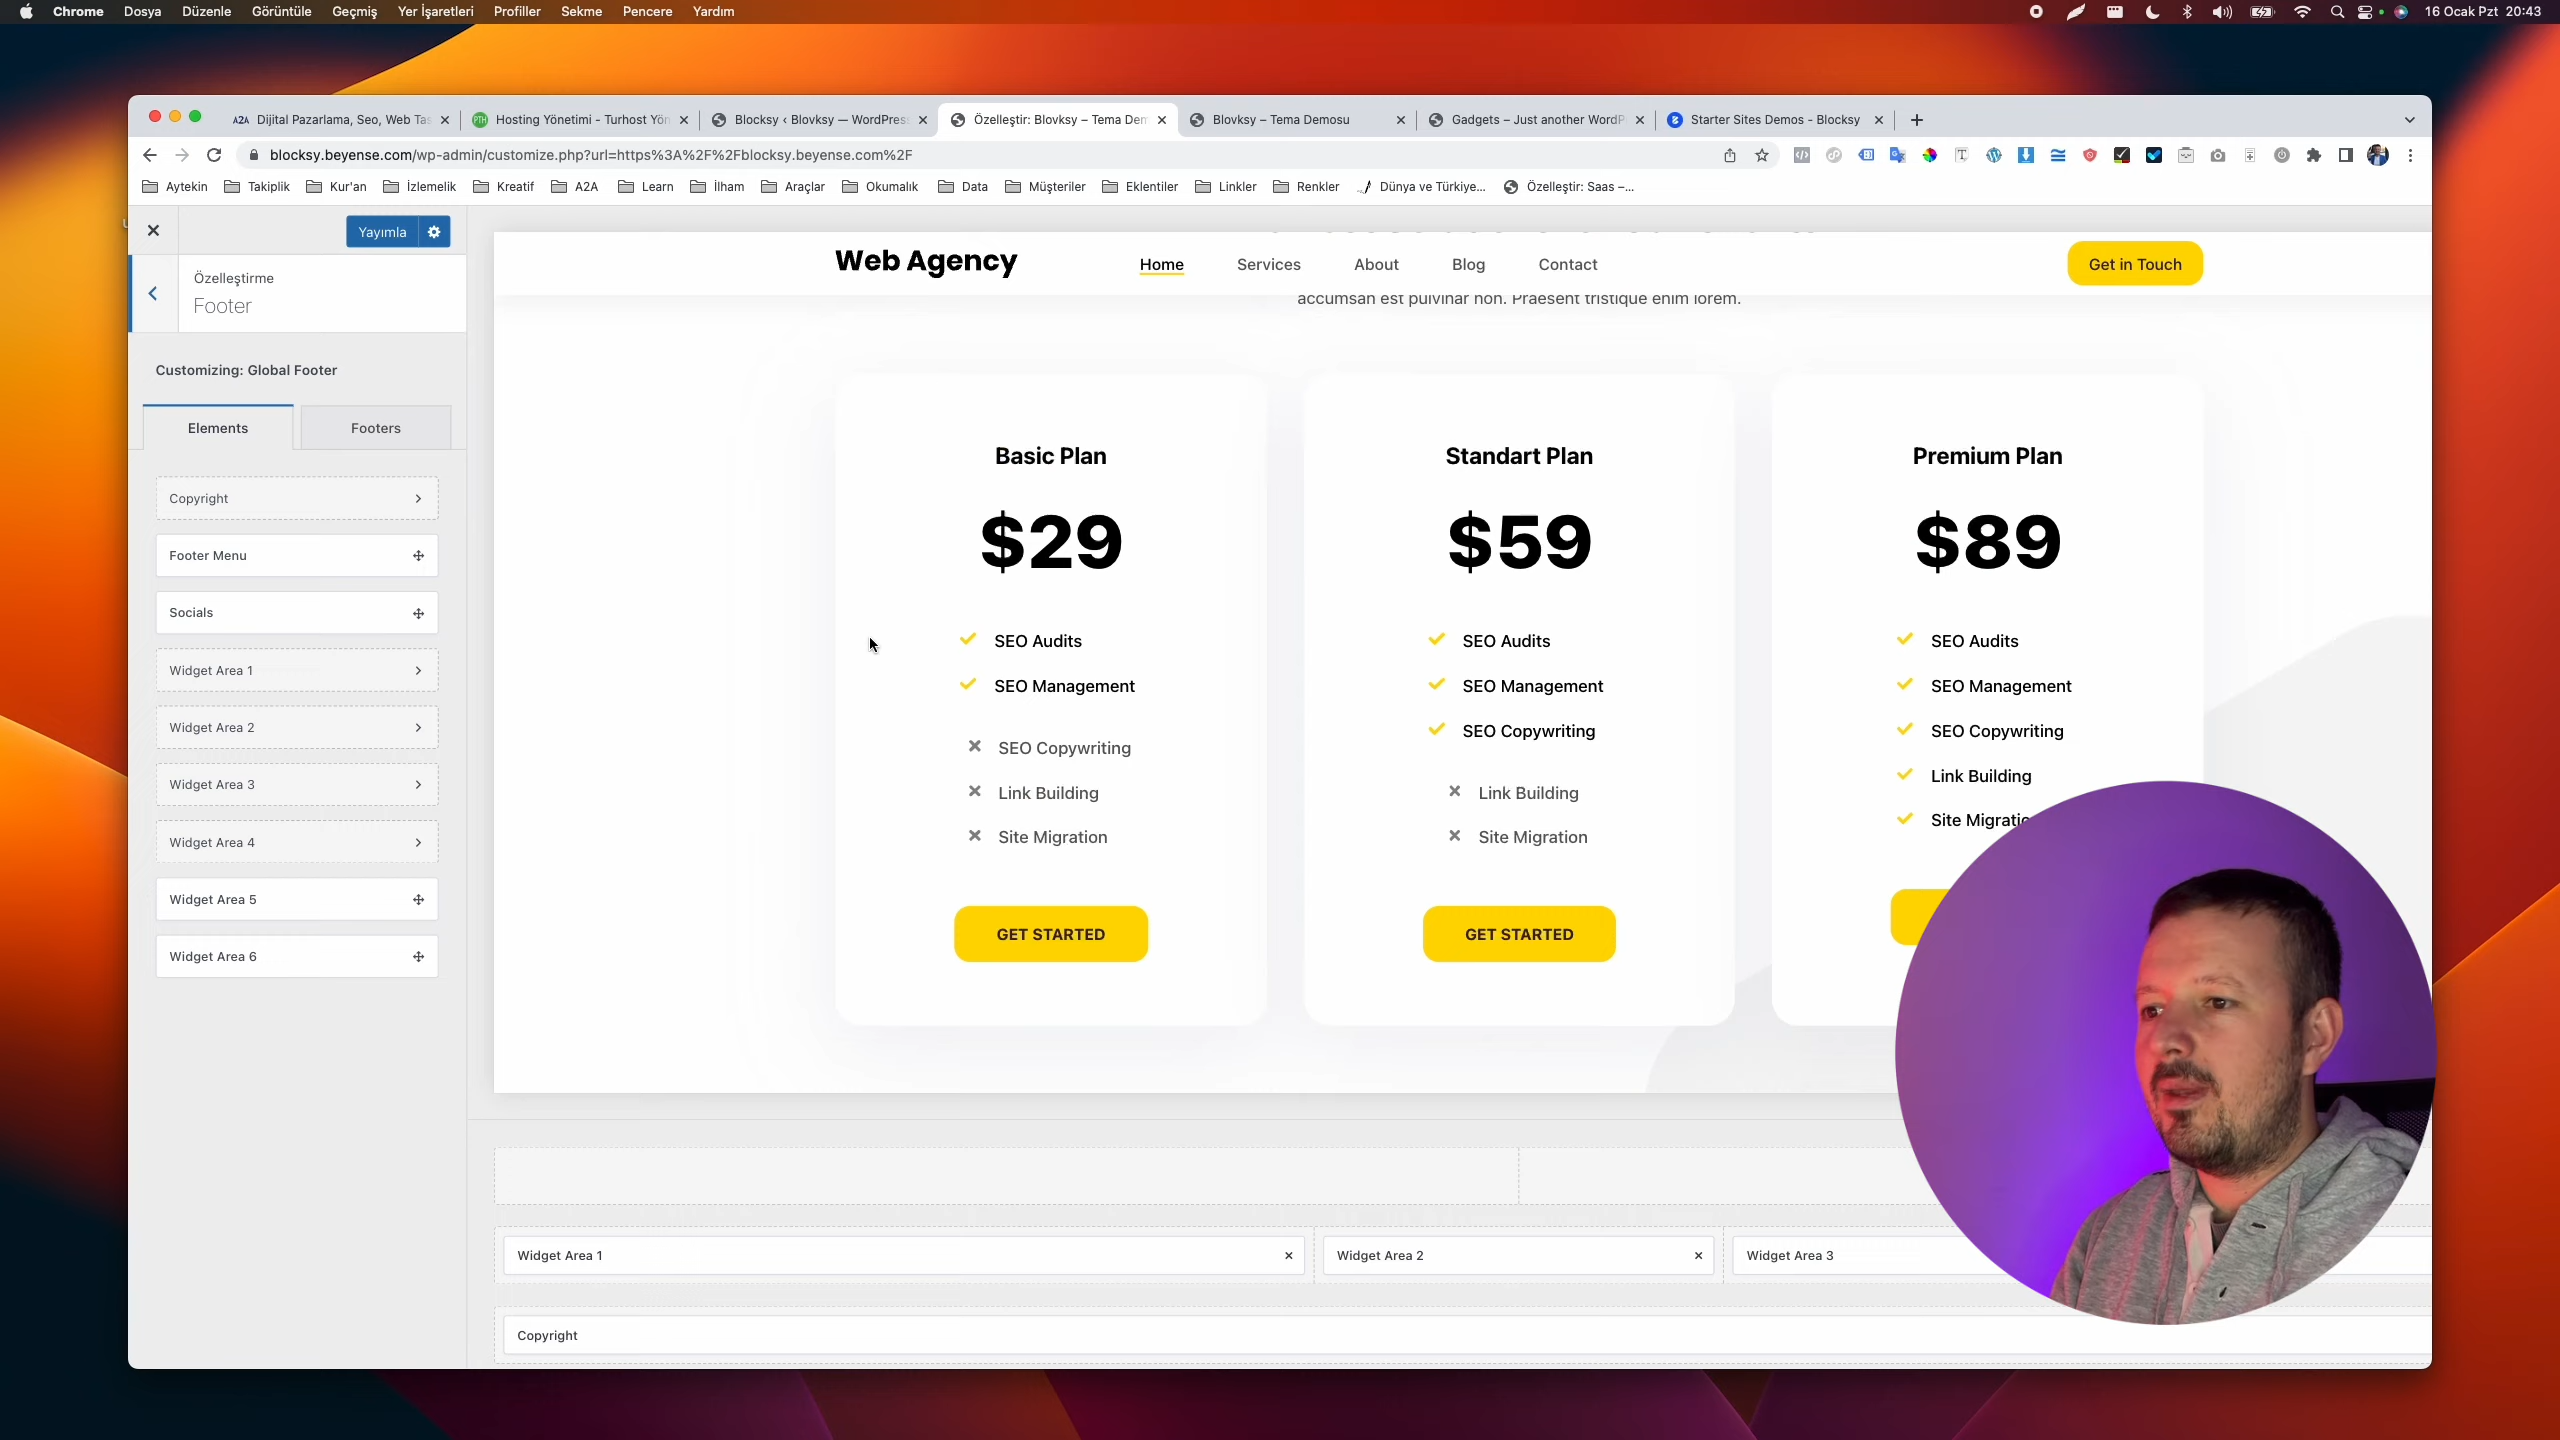 Chrome Dosya Düzenle Görüntüle Geçmiş Yer İşaretleri Profiller Sekme Pencere Yardım 16 Ocak Pzt 20:43
A2A Dijital Pazarlama, Seo, Web Tas Hosting Yönetimi - Turhost Yön Blocksy ‹ Blovksy — WordPress Özelleştir: Blovksy – Tema Dem Blovksy – Tema Demosu Gadgets – Just another WordP Starter Sites Demos - Blocksy
blocksy.beyense.com/wp-admin/customize.php?url=https%3A%2F%2Fblocksy.beyense.com%2F
Aytekin Takiplik Kur'an İzlemelik Kreatif A2A Learn İlham Araçlar Okumalık Data Müşteriler Eklentiler Linkler Renkler Dünya ve Türkiye... Özelleştir: Saas –...
Yayımla
Özelleştirme
Footer
Customizing: Global Footer
Elements Footers
Copyright
Footer Menu
Socials
Widget Area 1
Widget Area 2
Widget Area 3
Widget Area 4
Widget Area 5
Widget Area 6
Web Agency Home Services About Blog Contact Get in Touch
accumsan est pulvinar non. Praesent tristique enim lorem.
Basic Plan
$29
SEO Audits
SEO Management
SEO Copywriting
Link Building
Site Migration
GET STARTED
Standart Plan
$59
SEO Audits
SEO Management
SEO Copywriting
Link Building
Site Migration
GET STARTED
Premium Plan
$89
SEO Audits
SEO Management
SEO Copywriting
Link Building
Site Migratio
Widget Area 1 Widget Area 2 Widget Area 3
Copyright